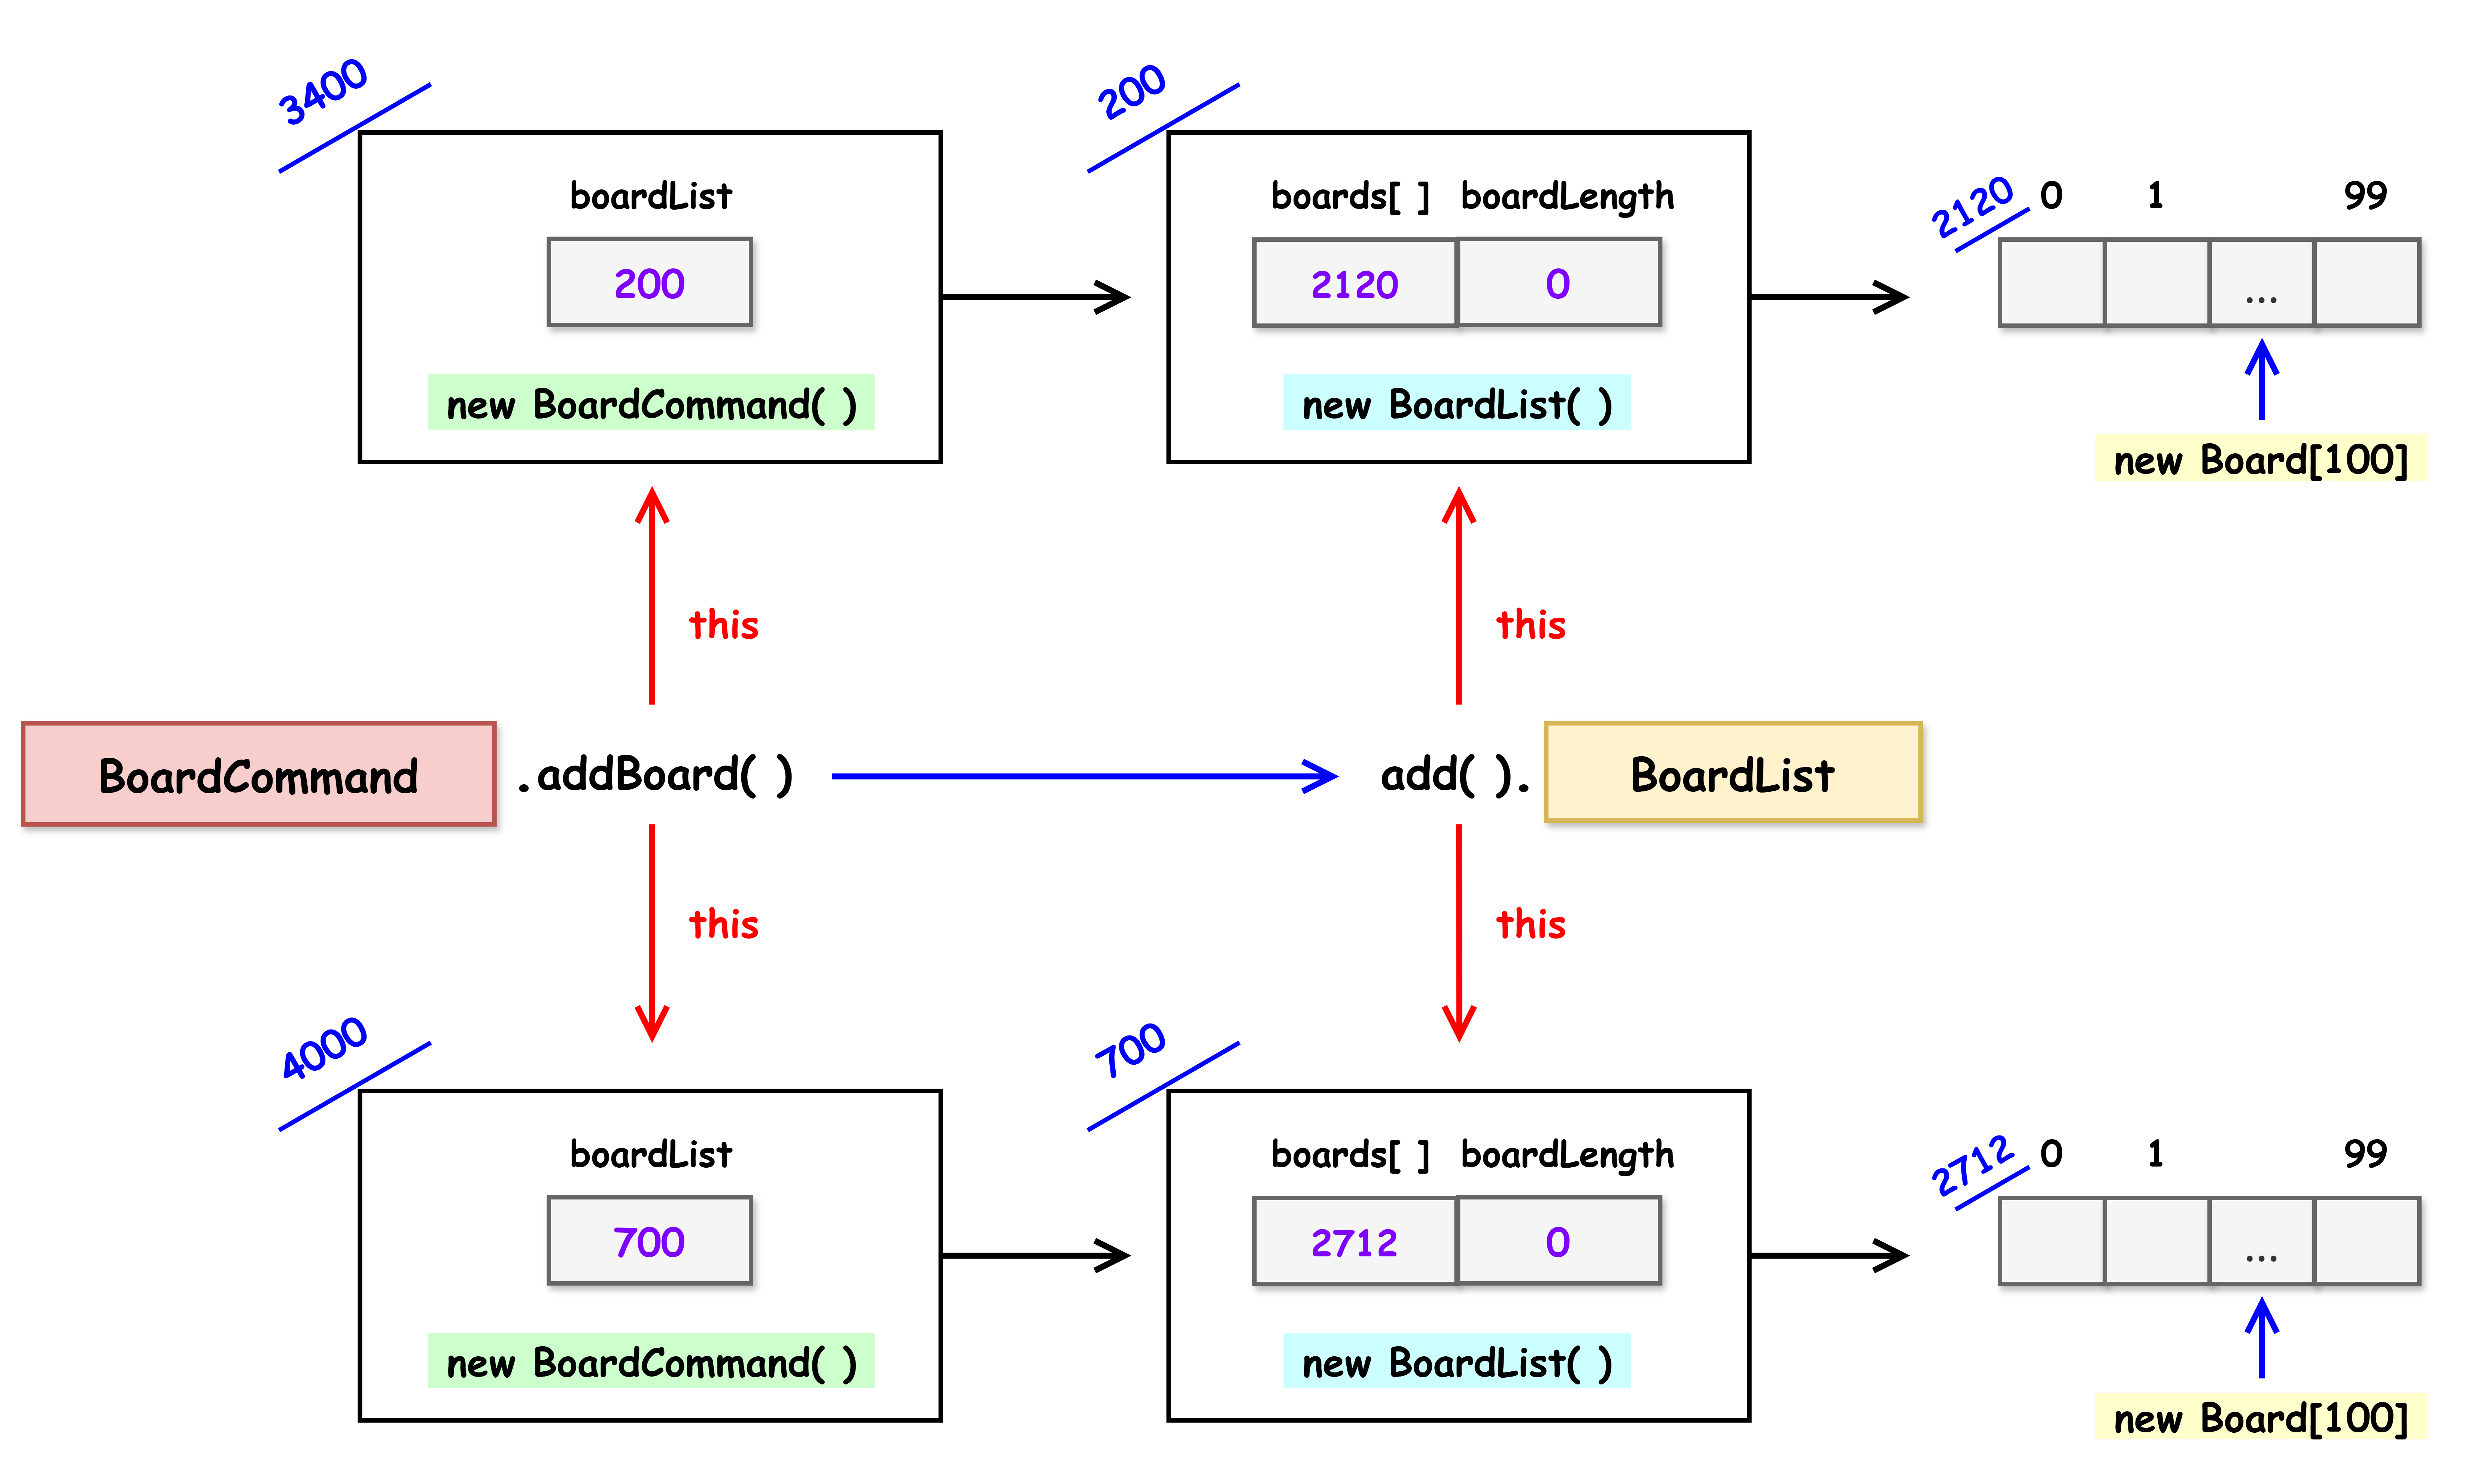 3400
200
boardList
boards[ ] boardLength
2120
0 1 99
200
2120 0
...
new BoardCommand( )
new BoardList( )
new Board[100]
this
this
BoardCommand .addBoard( ) add( ). BoardList
this
this
4000
700
boardList
boards[ ] boardLength
2712
0 1 99
700
2712 0
...
new BoardCommand( )
new BoardList( )
new Board[100]